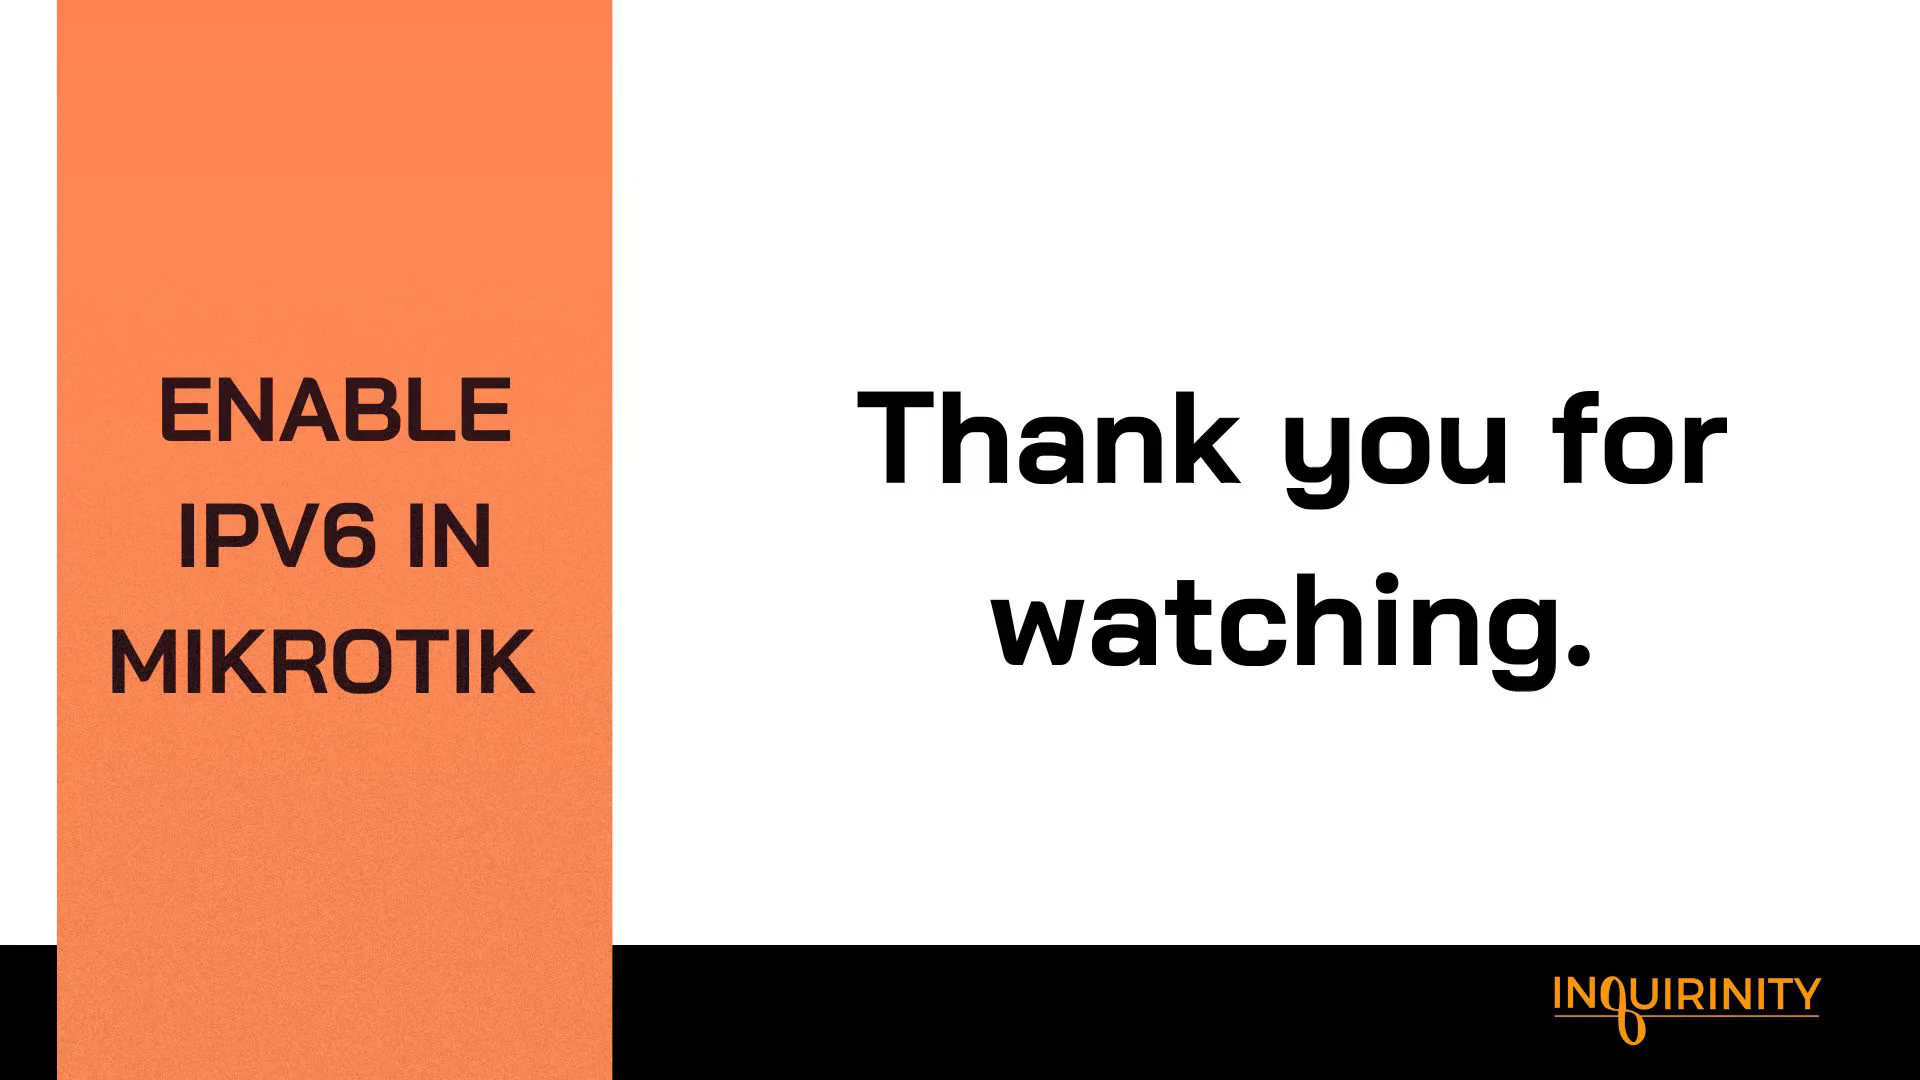 ENABLE
IPV6 IN
MIKROTIK
Thank you for
watching.
INQUIRINITY